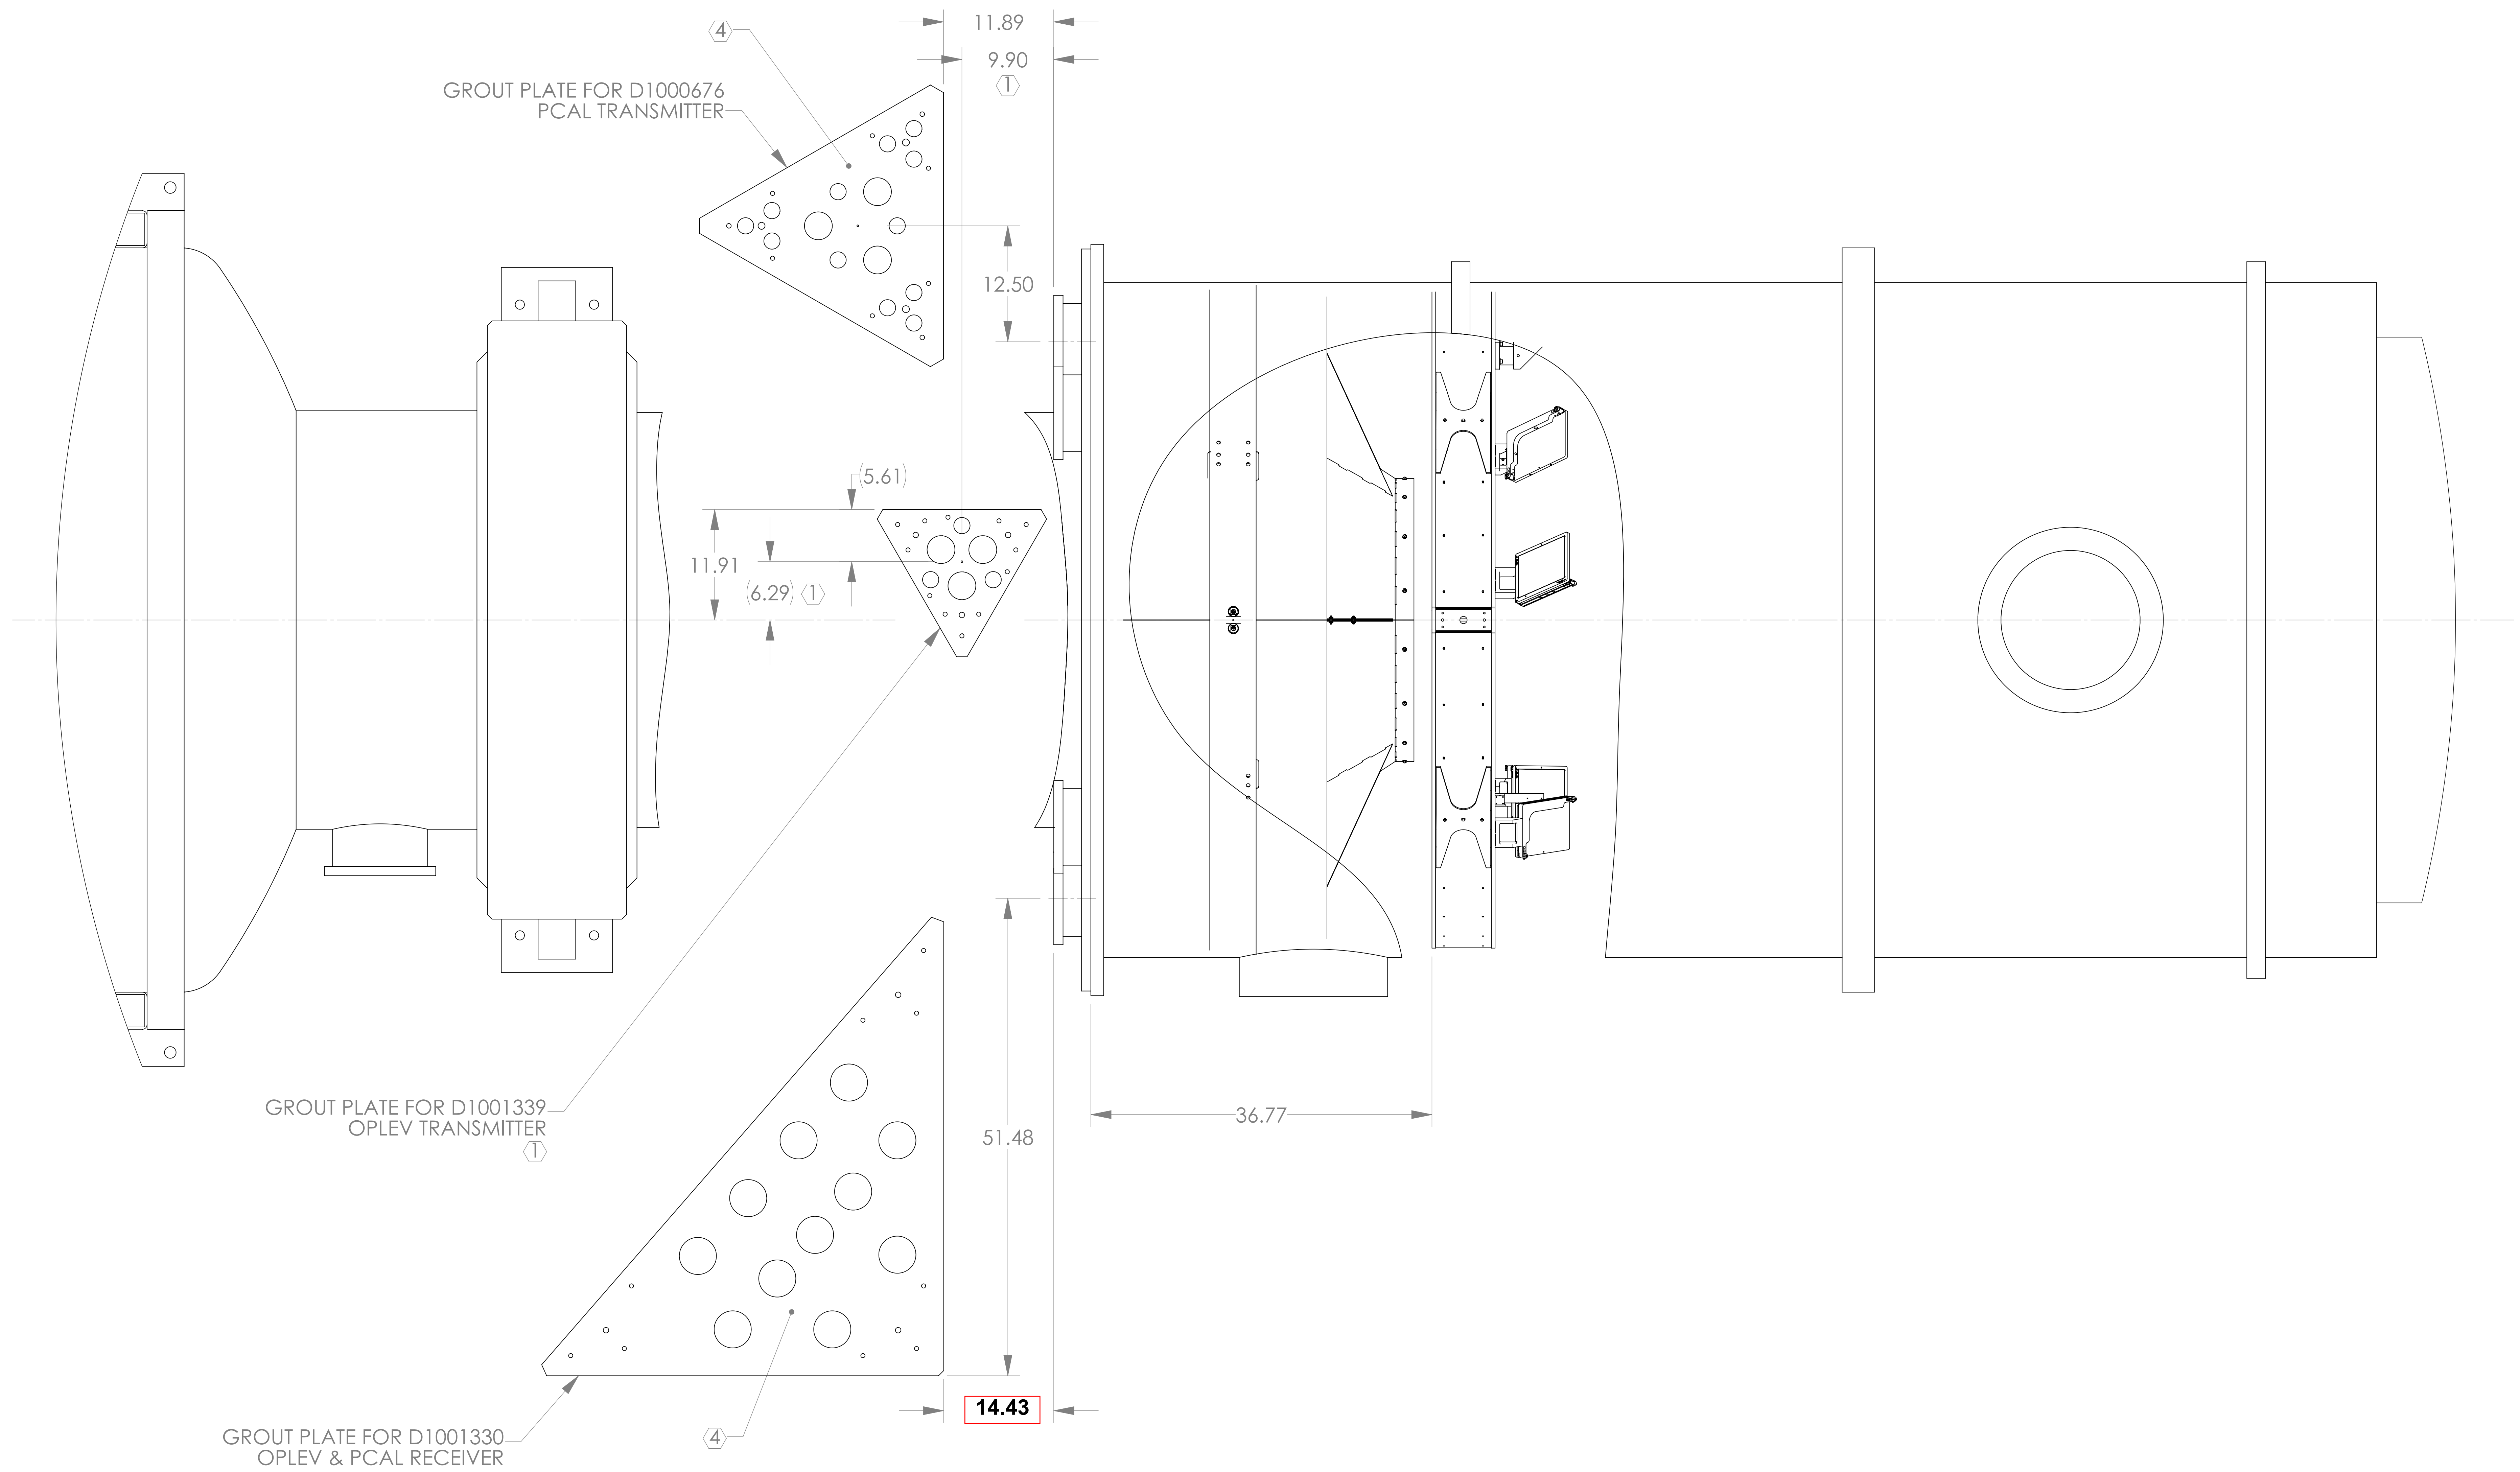 11.89
4
9.90
1
GROUT PLATE FOR D1000676
PCAL TRANSMITTER
12.50
(5.61)
11.91
(6.29) 1
GROUT PLATE FOR D1001339
OPLEV TRANSMITTER
1
36.77
51.48
14.43
GROUT PLATE FOR D1001330
OPLEV & PCAL RECEIVER
4